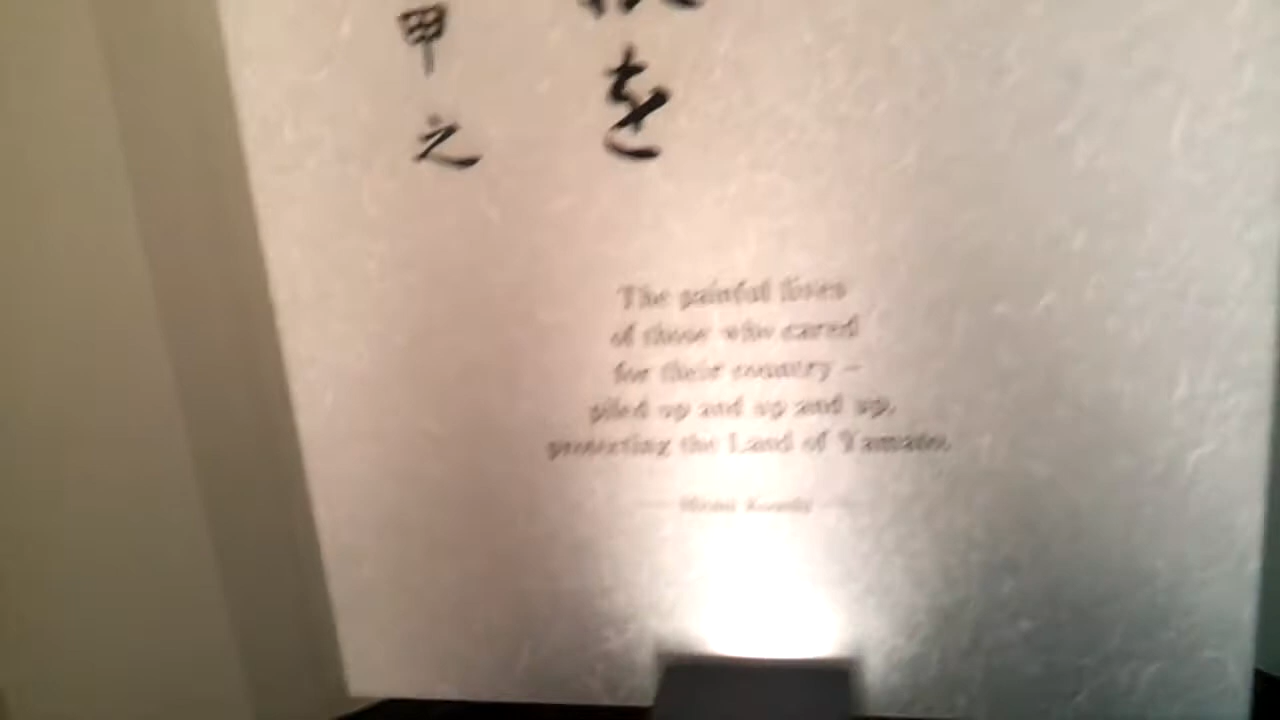 を
甲之
The painful lives
of those who cared
for their country –
piled up and up and up,
protecting the Land of Yamato.